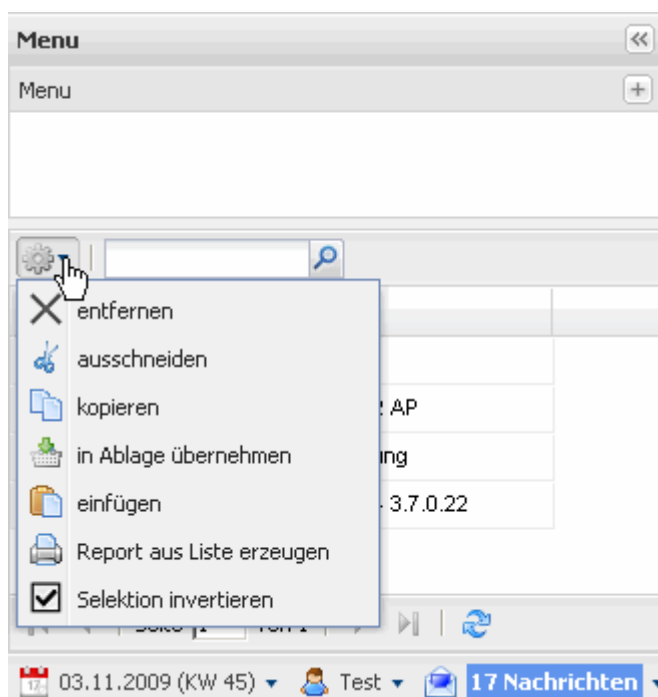 Menu
Menu
entfernen
ausschneiden
kopieren
AP
in Ablage übernehmen
ng
einfügen
3.7.0.22
Report aus Liste erzeugen
Selektion invertieren
03.11.2009 (KW 45) Test 17 Nachrichten